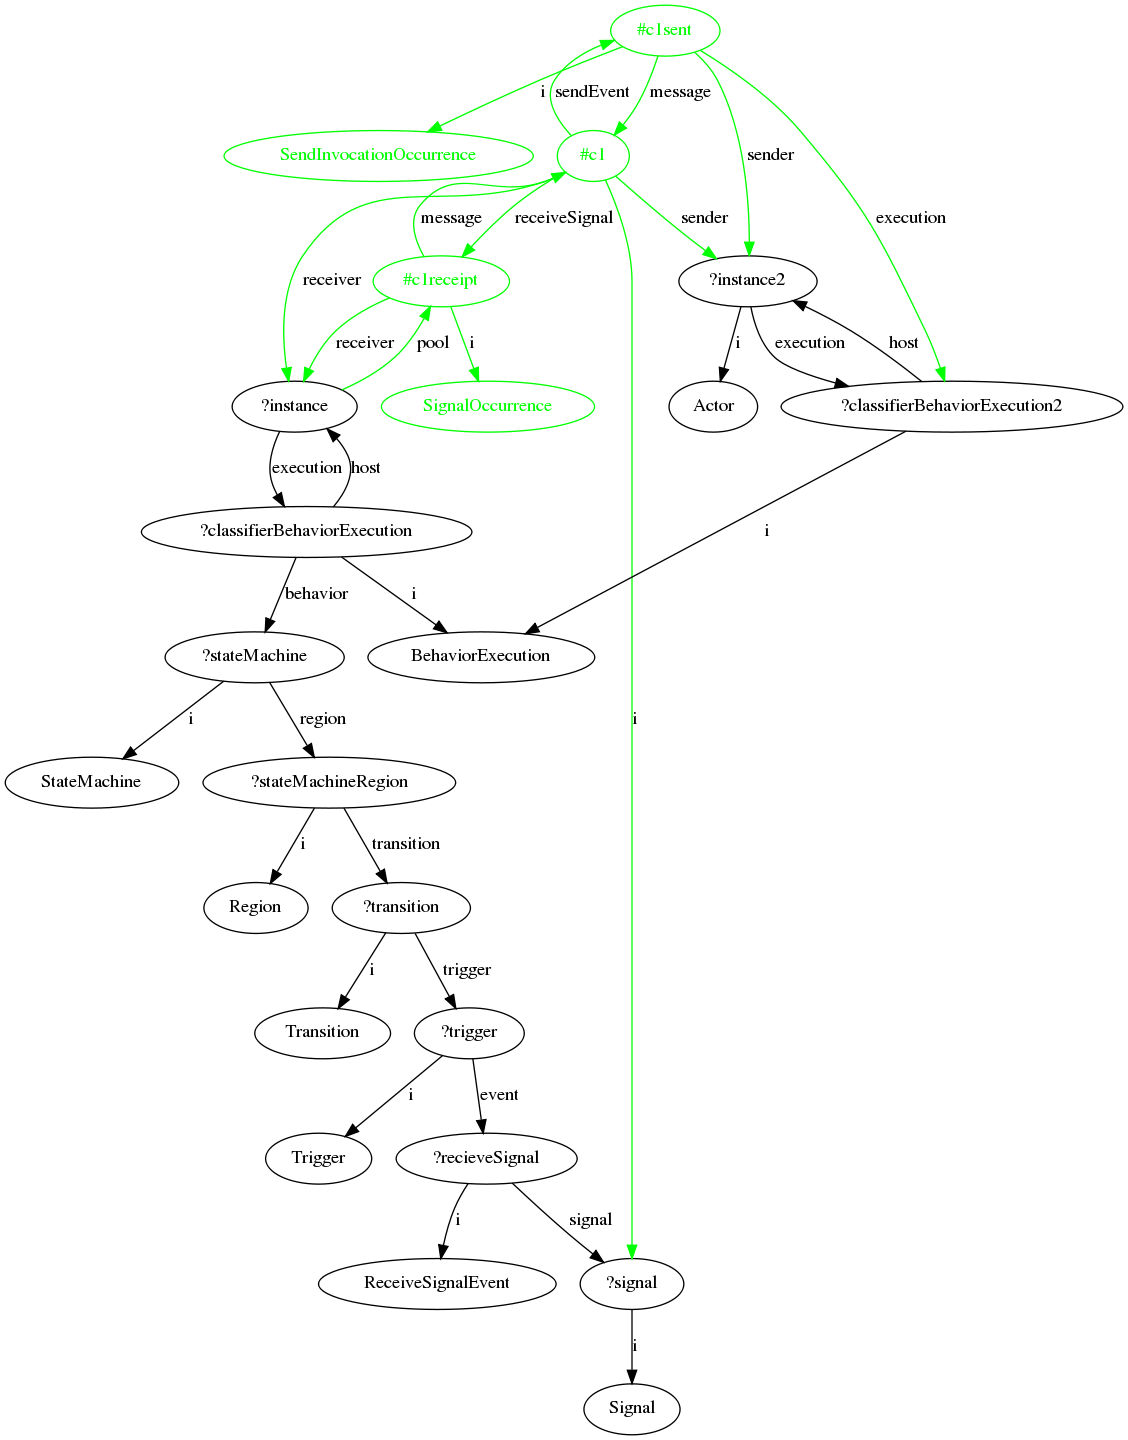 #c1sent
i
sendEvent
message
SendInvocationOccurrence
#c1
sender
message
receiveSignal
sender
execution
receiver
#c1receipt
?instance2
receiver
pool
i
i
execution
host
?instance
SignalOccurrence
Actor
?classifierBehaviorExecution2
execution
host
?classifierBehaviorExecution
i
behavior
i
?stateMachine
BehaviorExecution
i
region
i
StateMachine
?stateMachineRegion
i
transition
Region
?transition
i
trigger
Transition
?trigger
i
event
Trigger
?recieveSignal
i
signal
ReceiveSignalEvent
?signal
i
Signal